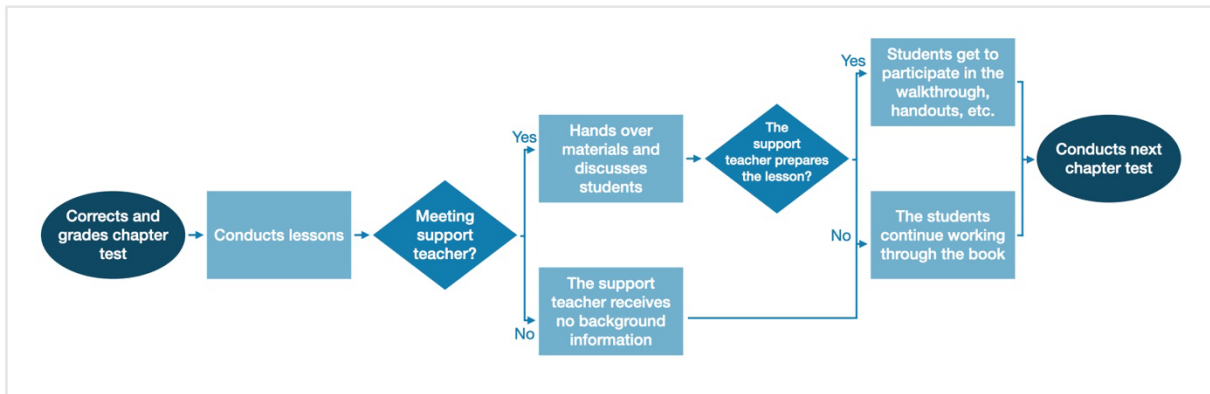 Corrects and
grades chapter
test
Conducts lessons
Meeting
support
teacher?
Yes
Hands over
materials and
discusses
students
No
The support
teacher receives
no background
information
The
support
teacher prepares
the lesson?
Yes
Students get to
participate in the
walkthrough,
handouts, etc.
No
The students
continue working
through the book
Conducts next
chapter test